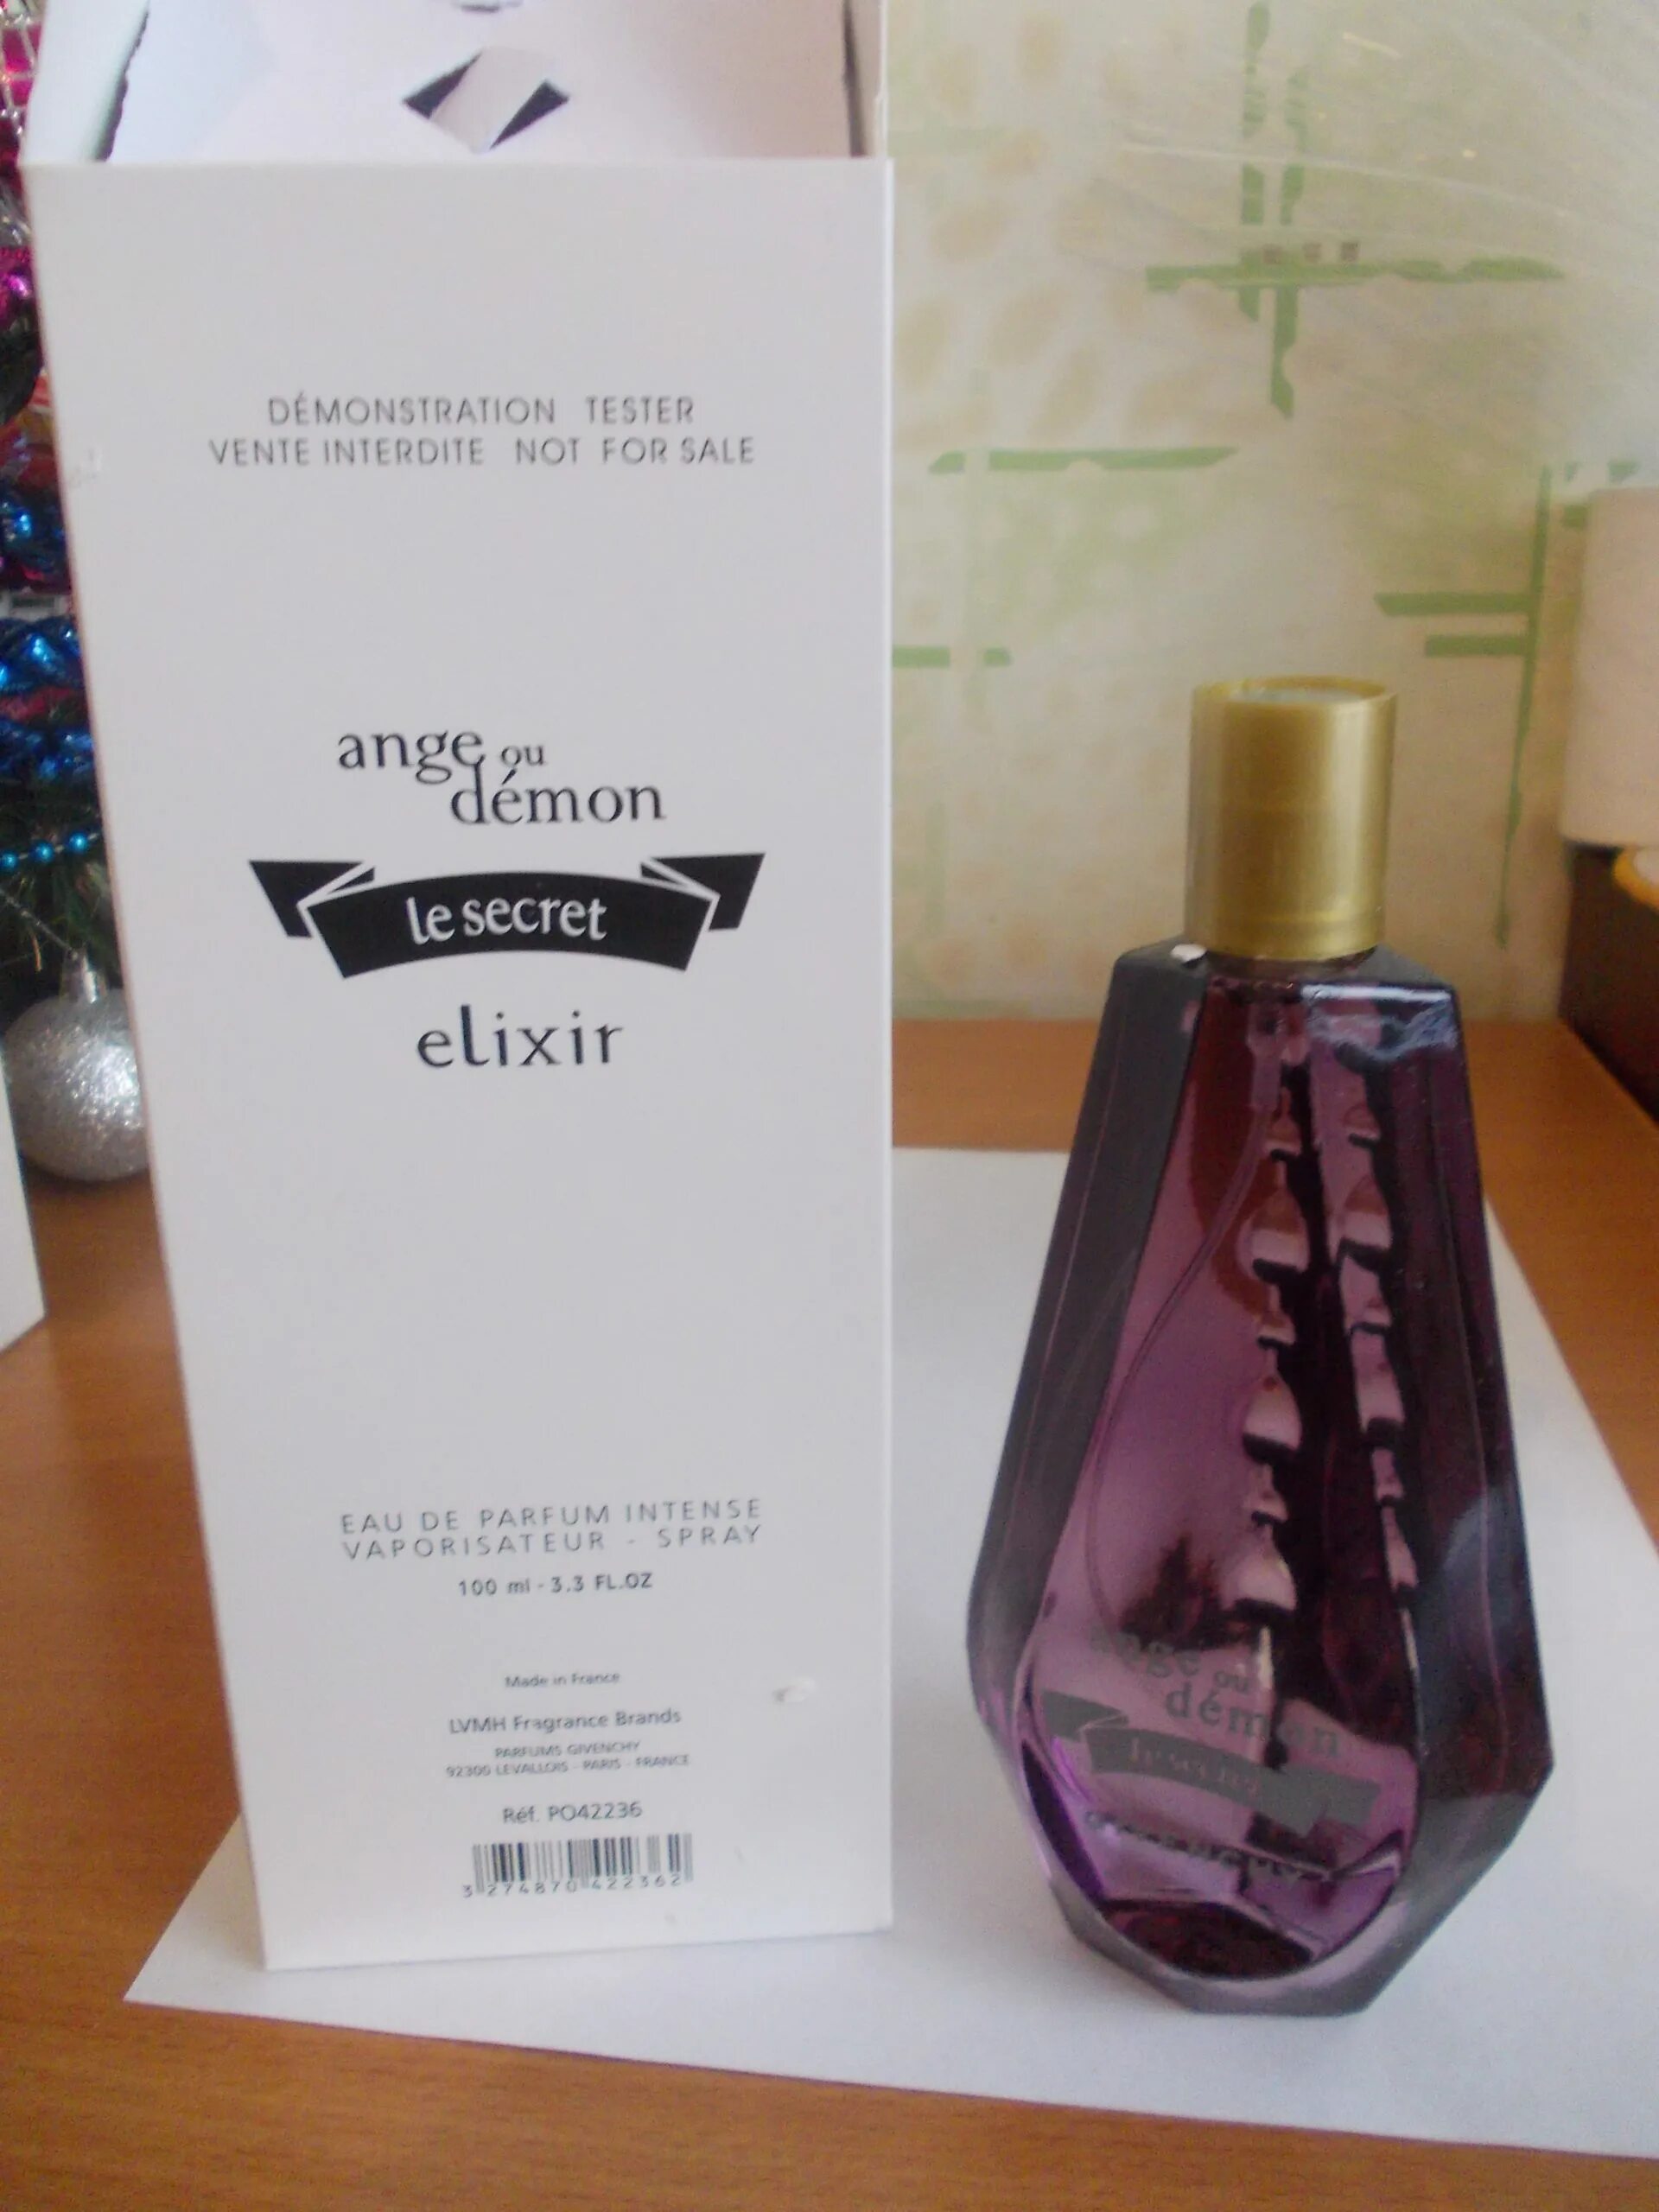 DÉMONSTRATION TESTER
VENTE INTERDITE NOT FOR SALE
ange ou
démon
le secret
elixir
EAU DE PARFUM INTENSE
VAPORISATEUR - SPRAY
100 ml - 3.3 FL.OZ
Made in France
LVMH Fragrance Brands
PARFUMS GIVENCHY
92300 LEVALLOIS - PARIS - FRANCE
Réf. PO42236
3 274870 422362
ange ou
démon